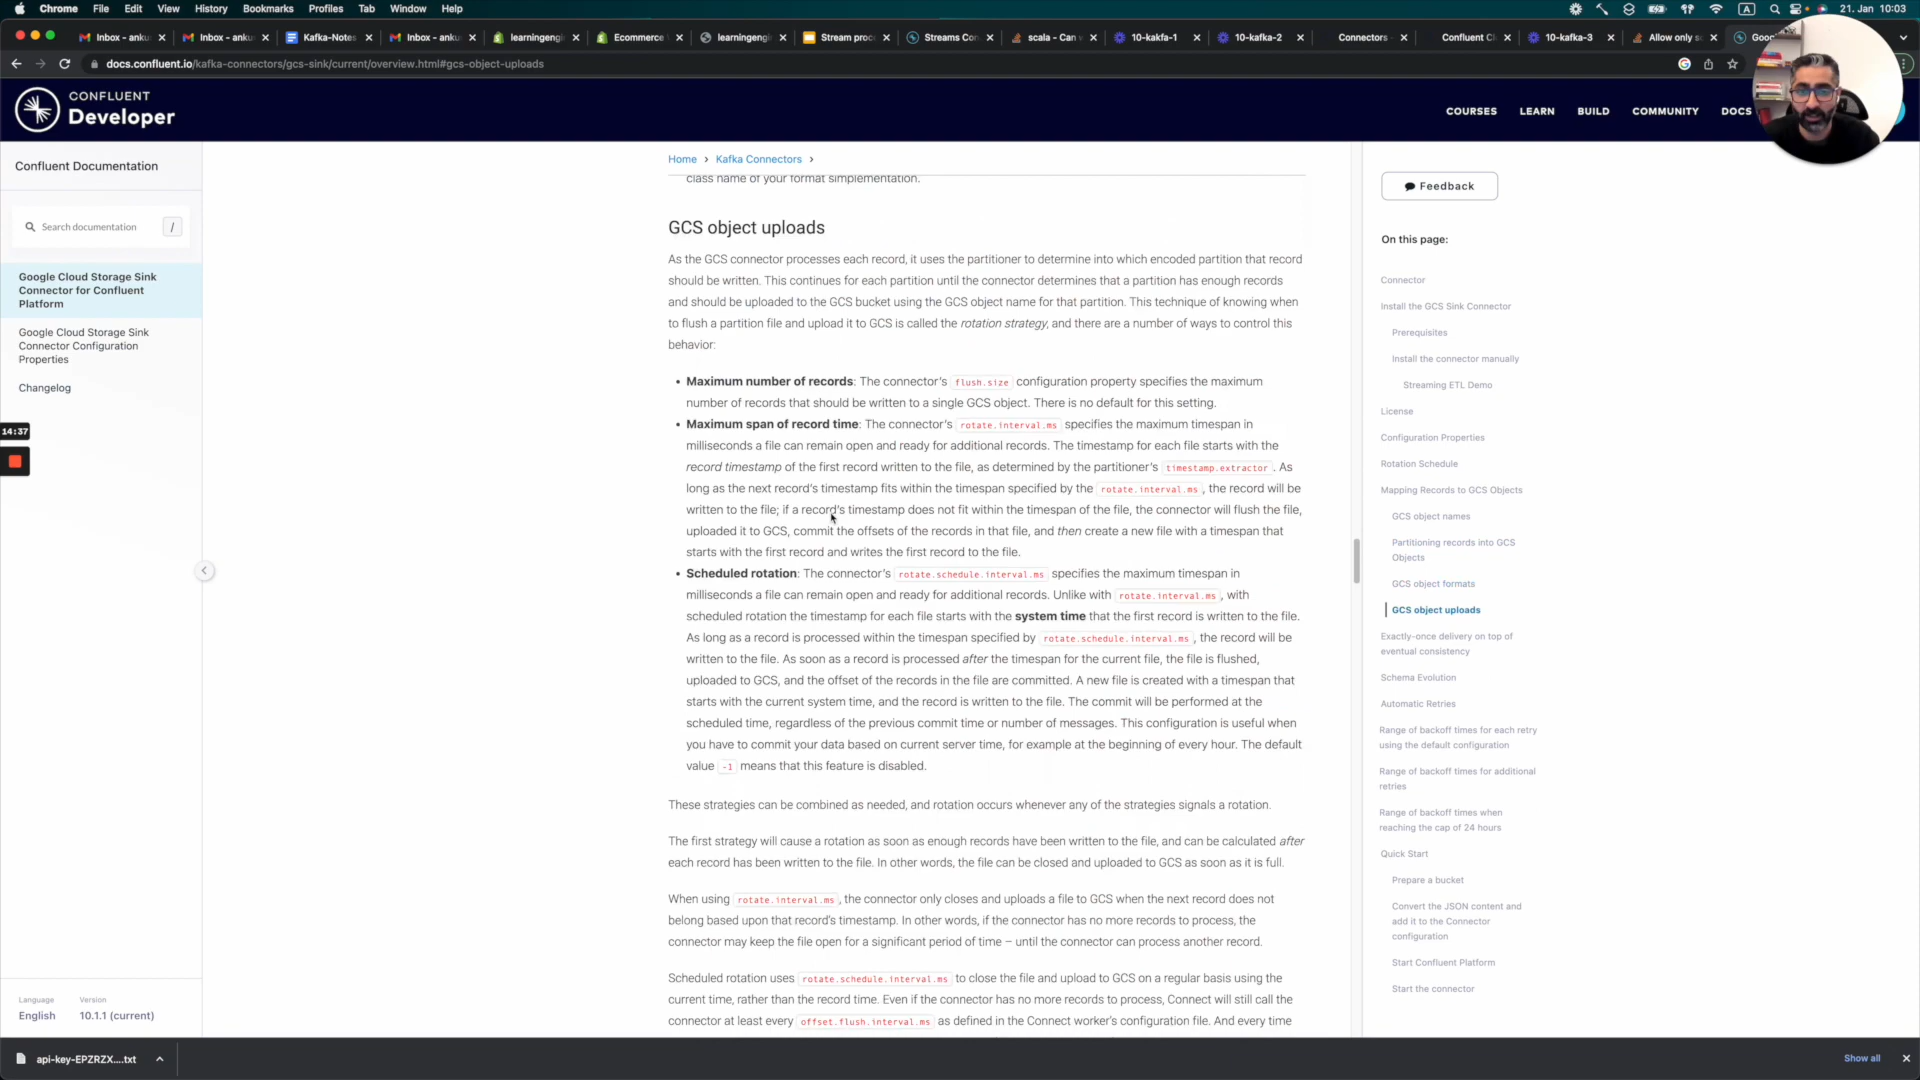 Chrome File Edit View History Bookmarks Profiles Tab Window Help
A 21. Jan 10:03
Inbox - anku
Inbox - anku
Kafka-Notes
Inbox - anku
learningengi
Ecommerce
learningengi
Stream proc
Streams Con
scala - Can v
10-kakfa-1
10-kafka-2
Connectors
Confluent Cl
10-kafka-3
Allow only s
docs.confluent.io/kafka-connectors/gcs-sink/current/overview.html#gcs-object-uploads
CONFLUENT
Developer
COURSES LEARN BUILD COMMUNITY DOCS
Confluent Documentation
Search documentation /
Google Cloud Storage Sink
Connector for Confluent
Platform
Google Cloud Storage Sink
Connector Configuration
Properties
Changelog
14:37
Language
English
Version
10.1.1 (current)
Home > Kafka Connectors >
class name of your format simplementation.
GCS object uploads
As the GCS connector processes each record, it uses the partitioner to determine into which encoded partition that record
should be written. This continues for each partition until the connector determines that a partition has enough records
and should be uploaded to the GCS bucket using the GCS object name for that partition. This technique of knowing when
to flush a partition file and upload it to GCS is called the rotation strategy, and there are a number of ways to control this
behavior:
• Maximum number of records: The connector's flush.size configuration property specifies the maximum
number of records that should be written to a single GCS object. There is no default for this setting.
• Maximum span of record time: The connector's rotate.interval.ms specifies the maximum timespan in
milliseconds a file can remain open and ready for additional records. The timestamp for each file starts with the
record timestamp of the first record written to the file, as determined by the partitioner's timestamp.extractor. As
long as the next record's timestamp fits within the timespan specified by the rotate.interval.ms, the record will be
written to the file; if a record's timestamp does not fit within the timespan of the file, the connector will flush the file,
uploaded it to GCS, commit the offsets of the records in that file, and then create a new file with a timespan that
starts with the first record and writes the first record to the file.
• Scheduled rotation: The connector's rotate.schedule.interval.ms specifies the maximum timespan in
milliseconds a file can remain open and ready for additional records. Unlike with rotate.interval.ms, with
scheduled rotation the timestamp for each file starts with the system time that the first record is written to the file.
As long as a record is processed within the timespan specified by rotate.schedule.interval.ms, the record will be
written to the file. As soon as a record is processed after the timespan for the current file, the file is flushed,
uploaded to GCS, and the offset of the records in the file are committed. A new file is created with a timespan that
starts with the current system time, and the record is written to the file. The commit will be performed at the
scheduled time, regardless of the previous commit time or number of messages. This configuration is useful when
you have to commit your data based on current server time, for example at the beginning of every hour. The default
value -1 means that this feature is disabled.
These strategies can be combined as needed, and rotation occurs whenever any of the strategies signals a rotation.
The first strategy will cause a rotation as soon as enough records have been written to the file, and can be calculated after
each record has been written to the file. In other words, the file can be closed and uploaded to GCS as soon as it is full.
When using rotate.interval.ms, the connector only closes and uploads a file to GCS when the next record does not
belong based upon that record's timestamp. In other words, if the connector has no more records to process, the
connector may keep the file open for a significant period of time – until the connector can process another record.
Scheduled rotation uses rotate.schedule.interval.ms to close the file and upload to GCS on a regular basis using the
current time, rather than the record time. Even if the connector has no more records to process, Connect will still call the
connector at least every offset.flush.interval.ms as defined in the Connect worker's configuration file. And every time
Feedback
On this page:
Connector
Install the GCS Sink Connector
Prerequisites
Install the connector manually
Streaming ETL Demo
License
Configuration Properties
Rotation Schedule
Mapping Records to GCS Objects
GCS object names
Partitioning records into GCS
Objects
GCS object formats
GCS object uploads
Exactly-once delivery on top of
eventual consistency
Schema Evolution
Automatic Retries
Range of backoff times for each retry
using the default configuration
Range of backoff times for additional
retries
Range of backoff times when
reaching the cap of 24 hours
Quick Start
Prepare a bucket
Convert the JSON content and
add it to the Connector
configuration
Start Confluent Platform
Start the connector
api-key-EPZRZX....txt
Show all